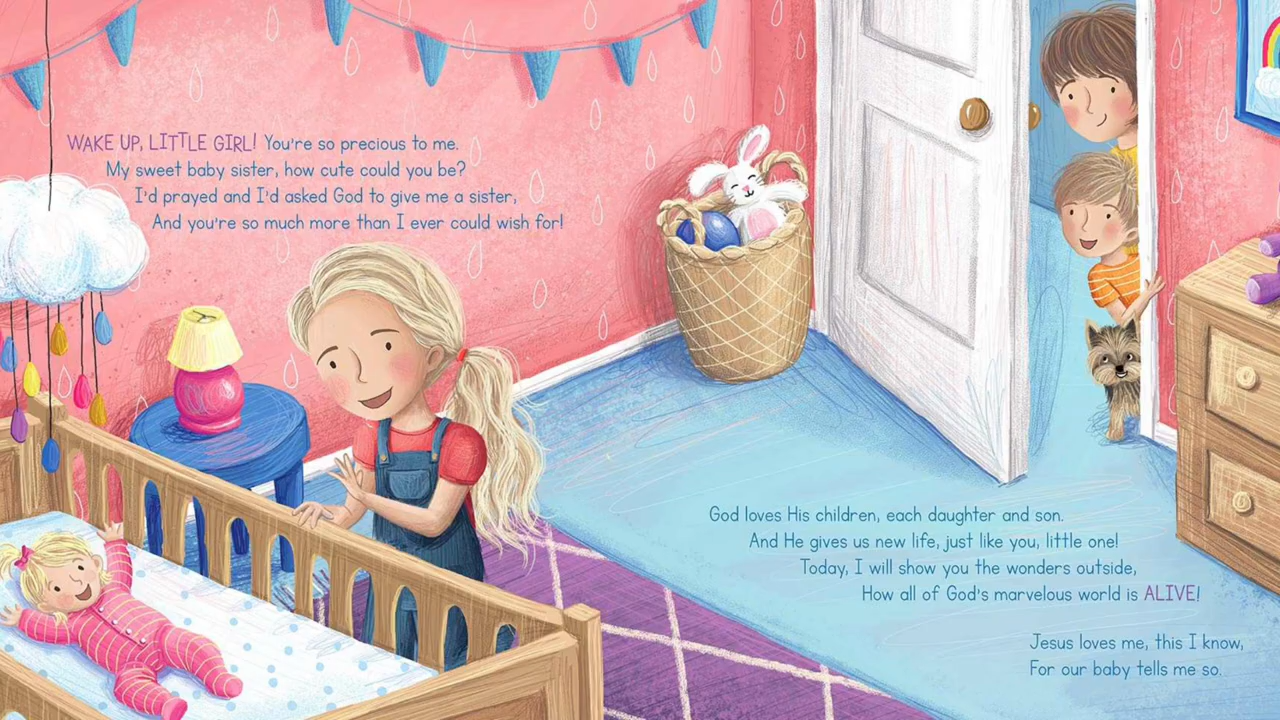 WAKE UP, LITTLE GIRL! You're so precious to me.
My sweet baby sister, how cute could you be?
I'd prayed and I'd asked God to give me a sister,
And you're so much more than I ever could wish for!
God loves His children, each daughter and son.
And He gives us new life, just like you, little one!
Today, I will show you the wonders outside,
How all of God's marvelous world is ALIVE!
Jesus loves me, this I know,
For our baby tells me so.